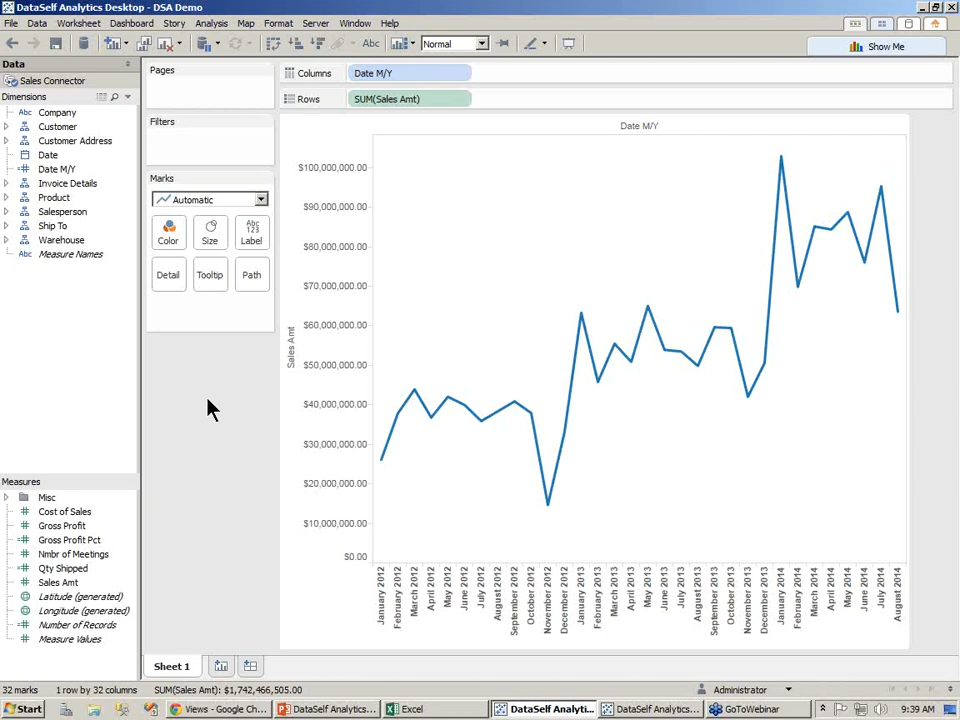 DataSelf Analytics Desktop - DSA Demo
File Data Worksheet Dashboard Story Analysis Map Format Server Window Help
Abc Normal Show Me
Data
Sales Connector
Dimensions
Abc Company
Customer
Customer Address
Date
Date M/Y
Invoice Details
Product
Salesperson
Ship To
Warehouse
Abc Measure Names
Measures
Misc
Cost of Sales
Gross Profit
Gross Profit Pct
Nmbr of Meetings
Qty Shipped
Sales Amt
Latitude (generated)
Longitude (generated)
Number of Records
Measure Values
Pages
Filters
Marks
Automatic
Abc
123
Color Size Label
Detail Tooltip Path
Columns Date M/Y
Rows SUM(Sales Amt)
Date M/Y
$100,000,000.00
$90,000,000.00
$80,000,000.00
$70,000,000.00
$60,000,000.00
$50,000,000.00
$40,000,000.00
$30,000,000.00
$20,000,000.00
$10,000,000.00
$0.00
Sales Amt
January 2012
February 2012
March 2012
April 2012
May 2012
June 2012
July 2012
August 2012
September 2012
October 2012
November 2012
December 2012
January 2013
February 2013
March 2013
April 2013
May 2013
June 2013
July 2013
August 2013
September 2013
October 2013
November 2013
December 2013
January 2014
February 2014
March 2014
April 2014
May 2014
June 2014
July 2014
August 2014
Sheet 1
32 marks 1 row by 32 columns SUM(Sales Amt): $1,742,466,505.00 Administrator
Start Views - Google Ch... DataSelf Analytics... Excel DataSelf Analyti... DataSelf Analytics... GoToWebinar 9:39 AM